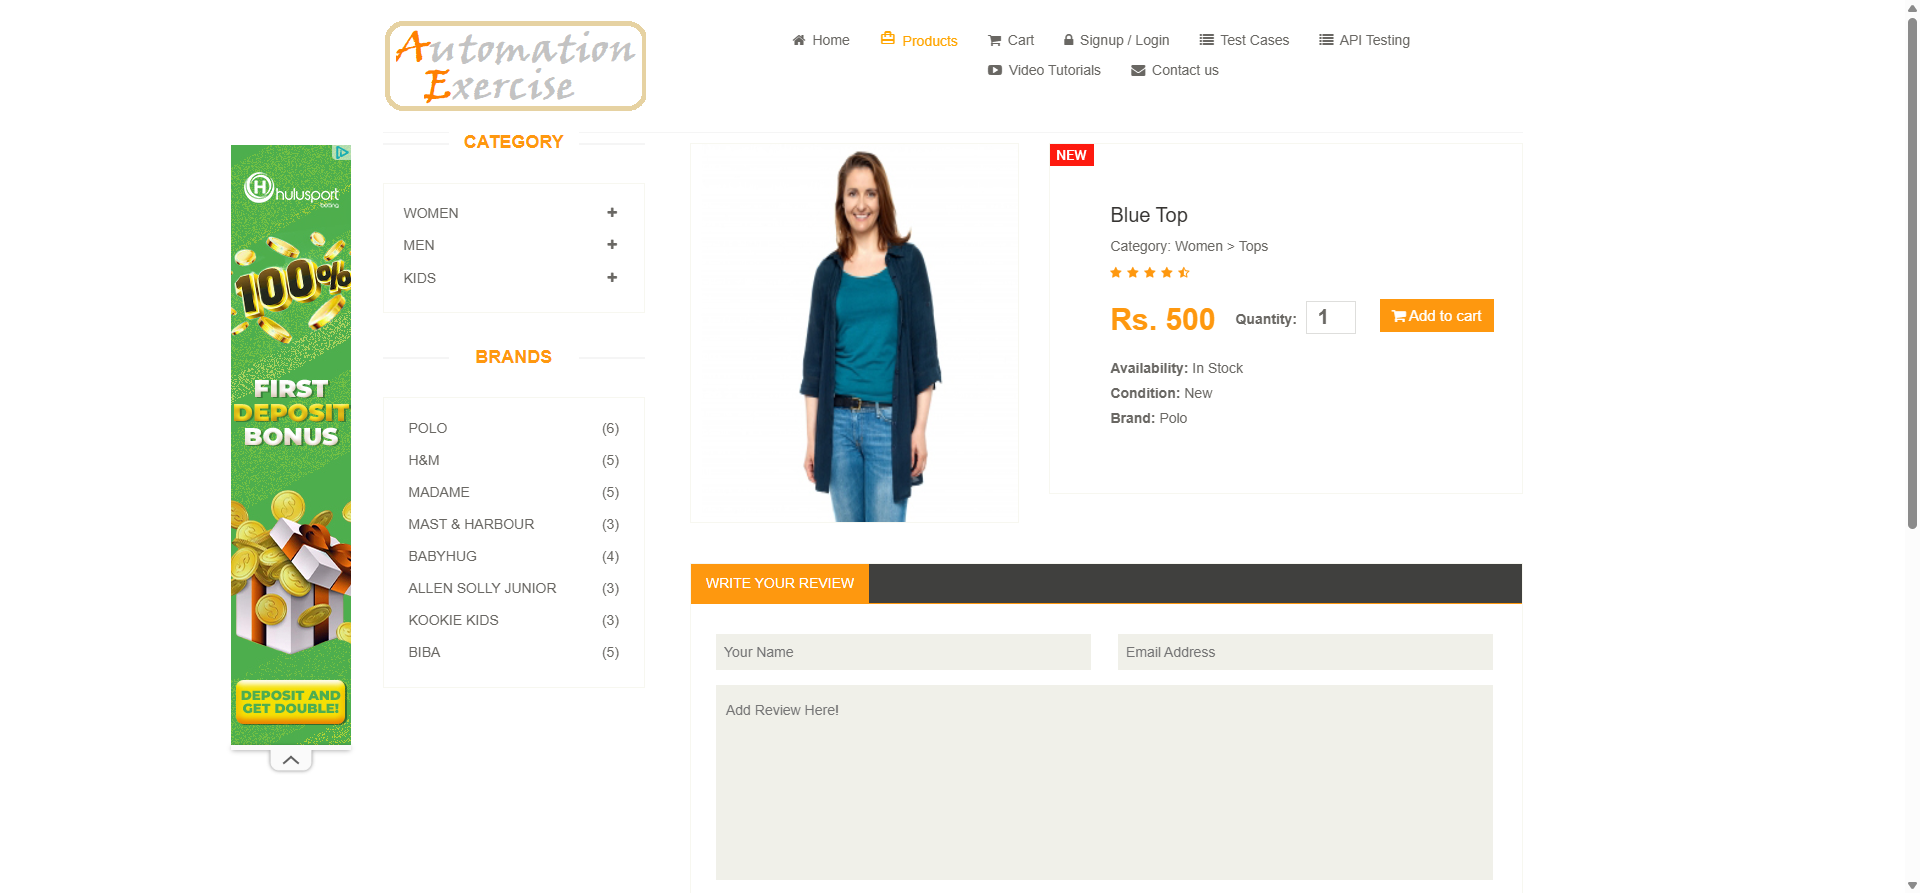 Automation
Exercise
Home
Products
Cart
Signup / Login
Test Cases
API Testing
Video Tutorials
Contact us
hulusport
betting
100%
FIRST
DEPOSIT
BONUS
DEPOSIT AND
GET DOUBLE!
CATEGORY
WOMEN
MEN
KIDS
BRANDS
POLO (6)
H&M (5)
MADAME (5)
MAST & HARBOUR (3)
BABYHUG (4)
ALLEN SOLLY JUNIOR (3)
KOOKIE KIDS (3)
BIBA (5)
NEW
Blue Top
Category: Women > Tops
Rs. 500 Quantity: 1 Add to cart
Availability: In Stock
Condition: New
Brand: Polo
WRITE YOUR REVIEW
Your Name
Email Address
Add Review Here!